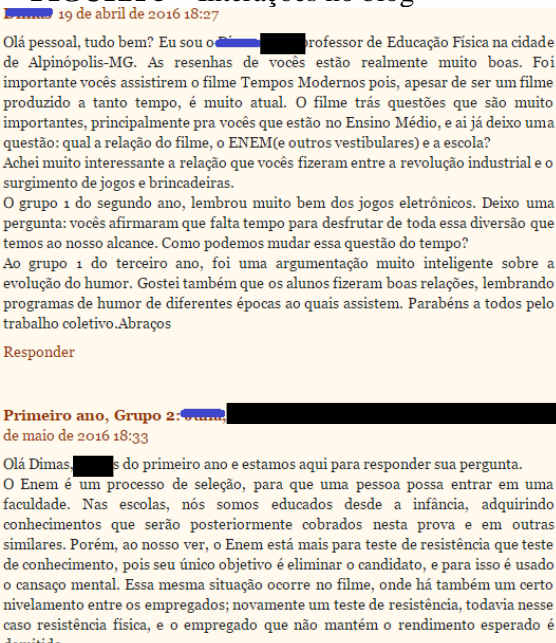 Interações no blog
19 de abril de 2016 18:27
Olá pessoal, tudo bem? Eu sou o professor de Educação Física na cidade
de Alpinópolis-MG. As resenhas de vocês estão realmente muito boas. Foi
importante vocês assistirem o filme Tempos Modernos pois, apesar de ser um filme
produzido a tanto tempo, é muito atual. O filme trás questões que são muito
importantes, principalmente pra vocês que estão no Ensino Médio, e ai já deixo uma
questão: qual a relação do filme, o ENEM(e outros vestibulares) e a escola?
Achei muito interessante a relação que vocês fizeram entre a revolução industrial e o
surgimento de jogos e brincadeiras.
O grupo 1 do segundo ano, lembrou muito bem dos jogos eletrônicos. Deixo uma
pergunta: vocês afirmaram que falta tempo para desfrutar de toda essa diversão que
temos ao nosso alcance. Como podemos mudar essa questão do tempo?
Ao grupo 1 do terceiro ano, foi uma argumentação muito inteligente sobre a
evolução do humor. Gostei também que os alunos fizeram boas relações, lembrando
programas de humor de diferentes épocas ao quais assistem. Parabéns a todos pelo
trabalho coletivo.Abraços
Responder
Primeiro ano, Grupo 2:
de maio de 2016 18:33
Olá Dimas, s do primeiro ano e estamos aqui para responder sua pergunta.
O Enem é um processo de seleção, para que uma pessoa possa entrar em uma
faculdade. Nas escolas, nós somos educados desde a infância, adquirindo
conhecimentos que serão posteriormente cobrados nesta prova e em outras
similares. Porém, ao nosso ver, o Enem está mais para teste de resistência que teste
de conhecimento, pois seu único objetivo é eliminar o candidato, e para isso é usado
o cansaço mental. Essa mesma situação ocorre no filme, onde há também um certo
nivelamento entre os empregados; novamente um teste de resistência, todavia nesse
caso resistência física, e o empregado que não mantém o rendimento esperado é